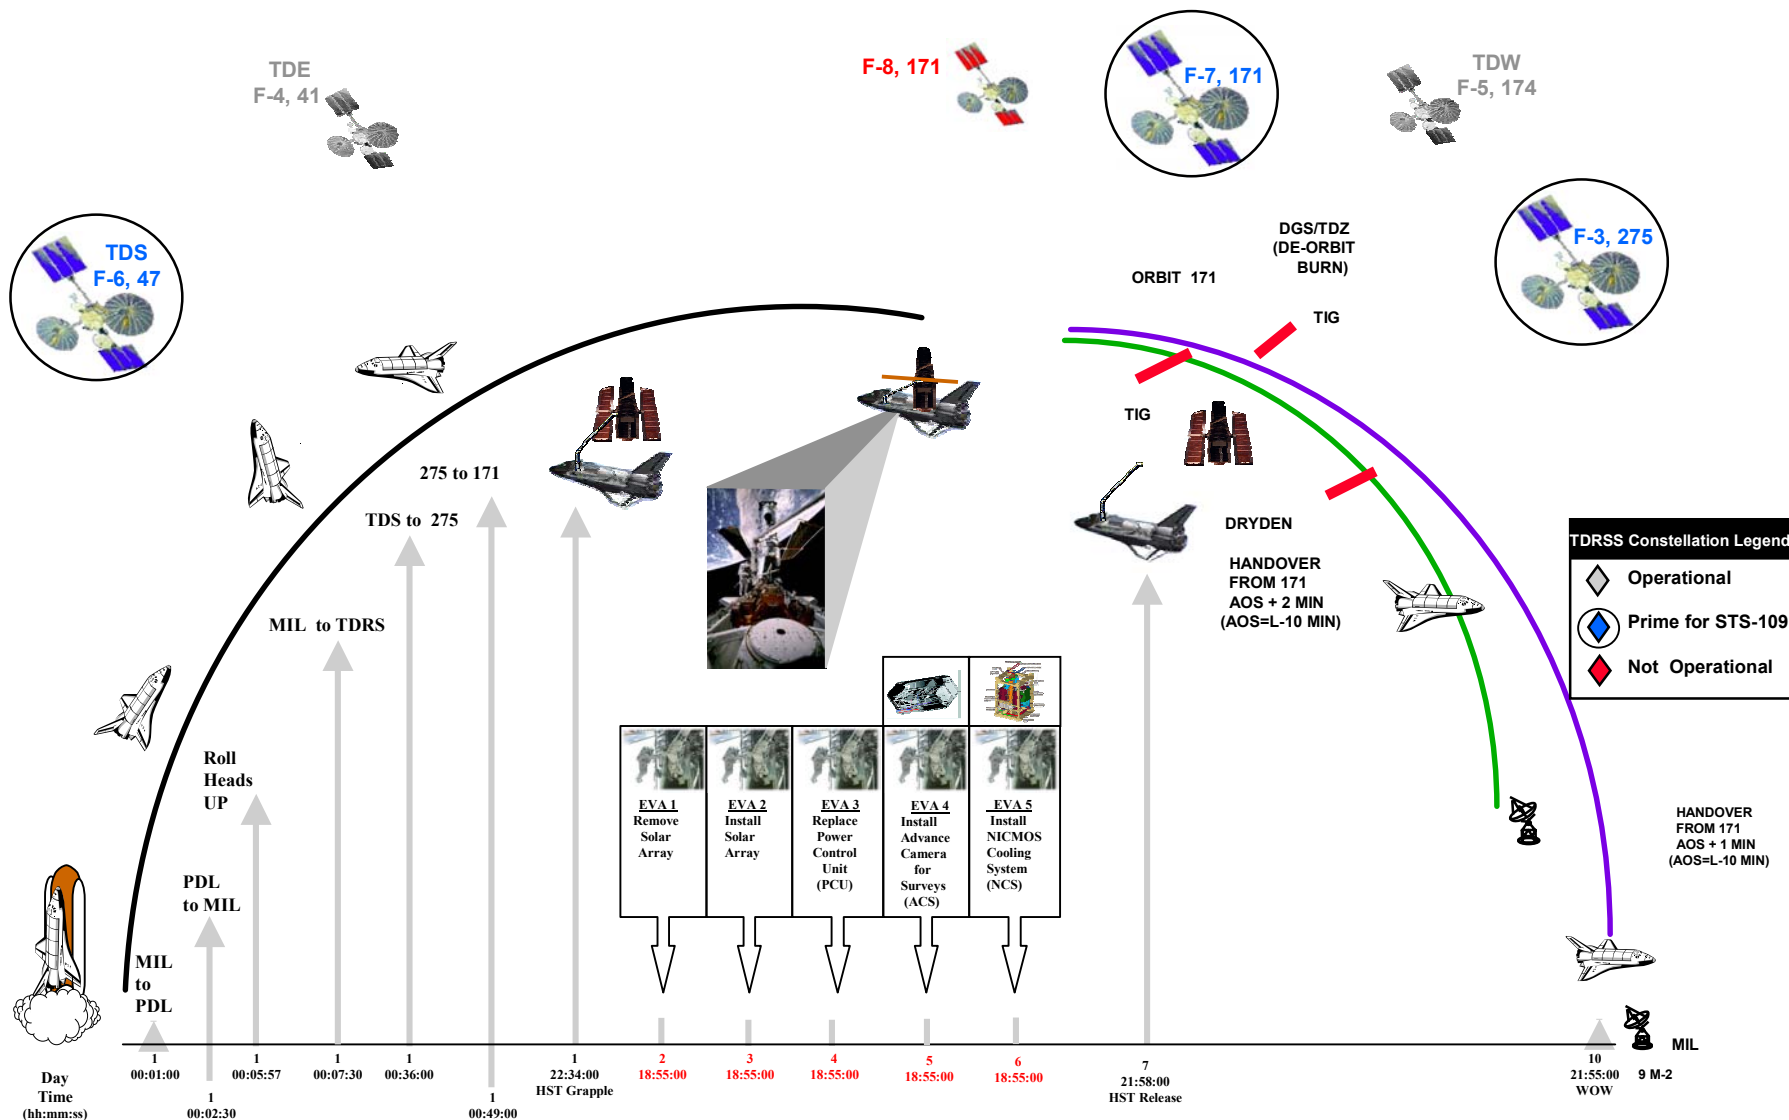 TDE
F-4, 41
F-8, 171
F-7, 171
TDW
F-5, 174
TDS
F-6, 47
F-3, 275
DGS/TDZ
(DE-ORBIT
BURN)
ORBIT 171
TIG
TIG
275 to 171
TDS to 275
MIL to TDRS
Roll
Heads
UP
PDL
to MIL
MIL
to
PDL
DRYDEN
HANDOVER
FROM 171
AOS + 2 MIN
(AOS=L-10 MIN)
TDRSS Constellation Legend
Operational
Prime for STS-109
Not Operational
EVA 1
Remove
Solar
Array
EVA 2
Install
Solar
Array
EVA 3
Replace
Power
Control
Unit
(PCU)
EVA 4
Install
Advance
Camera
for
Surveys
(ACS)
EVA 5
Install
NICMOS
Cooling
System
(NCS)
HANDOVER
FROM 171
AOS + 1 MIN
(AOS=L-10 MIN)
MIL
9 M-2
Day
Time
(hh:mm:ss)
1
00:01:00
1
00:02:30
1
00:05:57
1
00:07:30
1
00:36:00
1
00:49:00
1
22:34:00
HST Grapple
2
18:55:00
3
18:55:00
4
18:55:00
5
18:55:00
6
18:55:00
7
21:58:00
HST Release
10
21:55:00
WOW